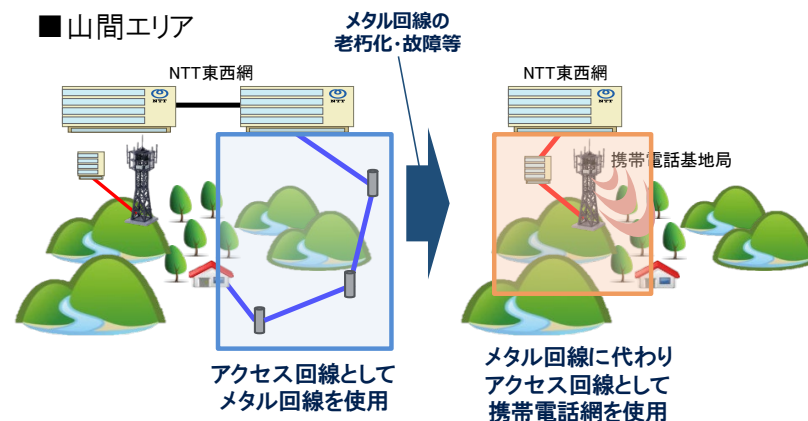 ■山間エリア
メタル回線の
老朽化・故障等
NTT東西網
NTT
NTT
NTT東西網
NTT
携帯電話基地局
アクセス回線として
メタル回線を使用
メタル回線に代わり
アクセス回線として
携帯電話網を使用